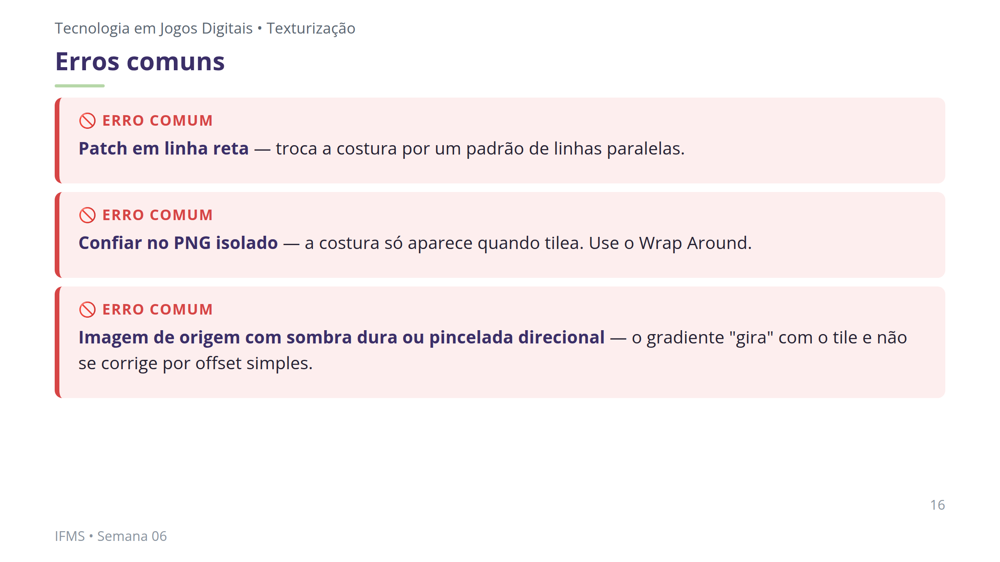 Tecnologia em Jogos Digitais • Texturização
Erros comuns
🚫 ERRO COMUM
Patch em linha reta — troca a costura por um padrão de linhas paralelas.
🚫 ERRO COMUM
Confiar no PNG isolado — a costura só aparece quando tilea. Use o Wrap Around.
🚫 ERRO COMUM
Imagem de origem com sombra dura ou pincelada direcional — o gradiente "gira" com o tile e não
se corrige por offset simples.
16
IFMS • Semana 06